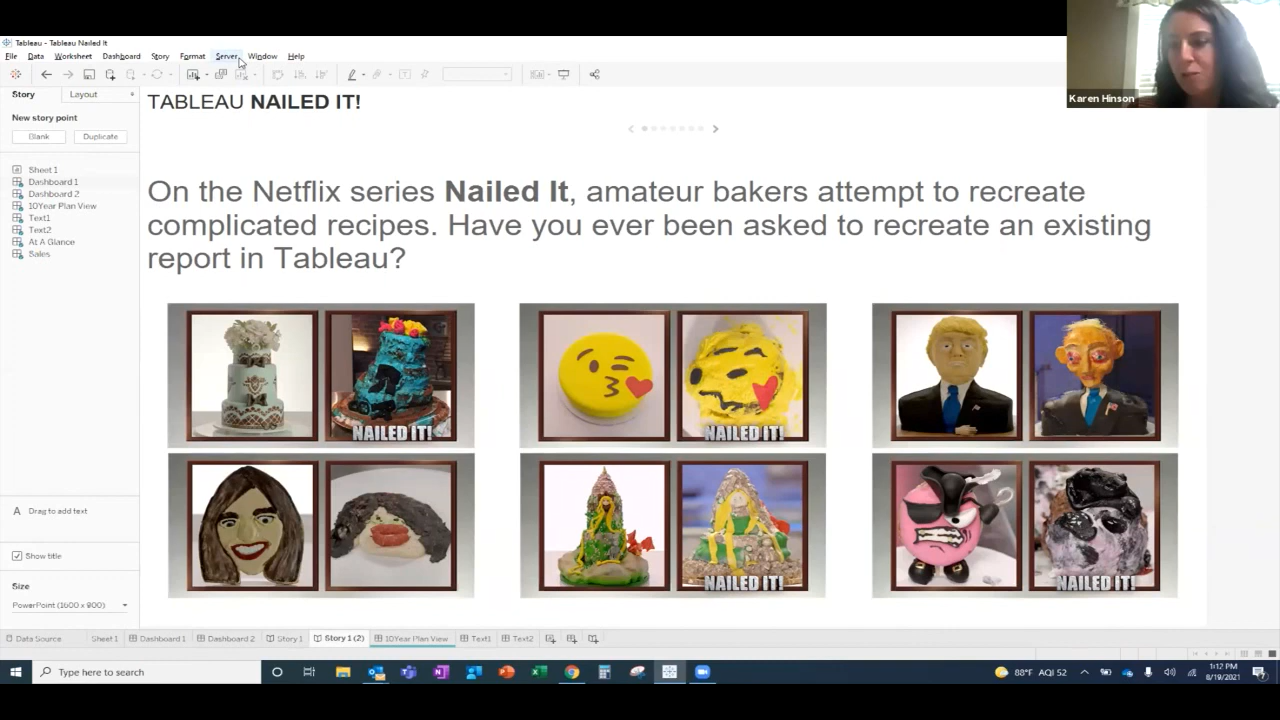 Tableau - Tableau Nailed It
File Data Worksheet Dashboard Story Format Server Window Help
Karen Hinson
Story Layout
TABLEAU NAILED IT!
New story point
Blank Duplicate
Sheet 1
Dashboard 1
Dashboard 2
10Year Plan View
Text1
Text2
At A Glance
Sales
On the Netflix series Nailed It, amateur bakers attempt to recreate
complicated recipes. Have you ever been asked to recreate an existing
report in Tableau?
NAILED IT!
NAILED IT!
NAILED IT!
NAILED IT!
A Drag to add text
Show title
Size
PowerPoint (1600 x 900)
Data Source Sheet 1 Dashboard 1 Dashboard 2 Story 1 Story 1 (2) 10Year Plan View Text1 Text2
Type here to search
88°F AQI 52
1:12 PM
8/19/2021